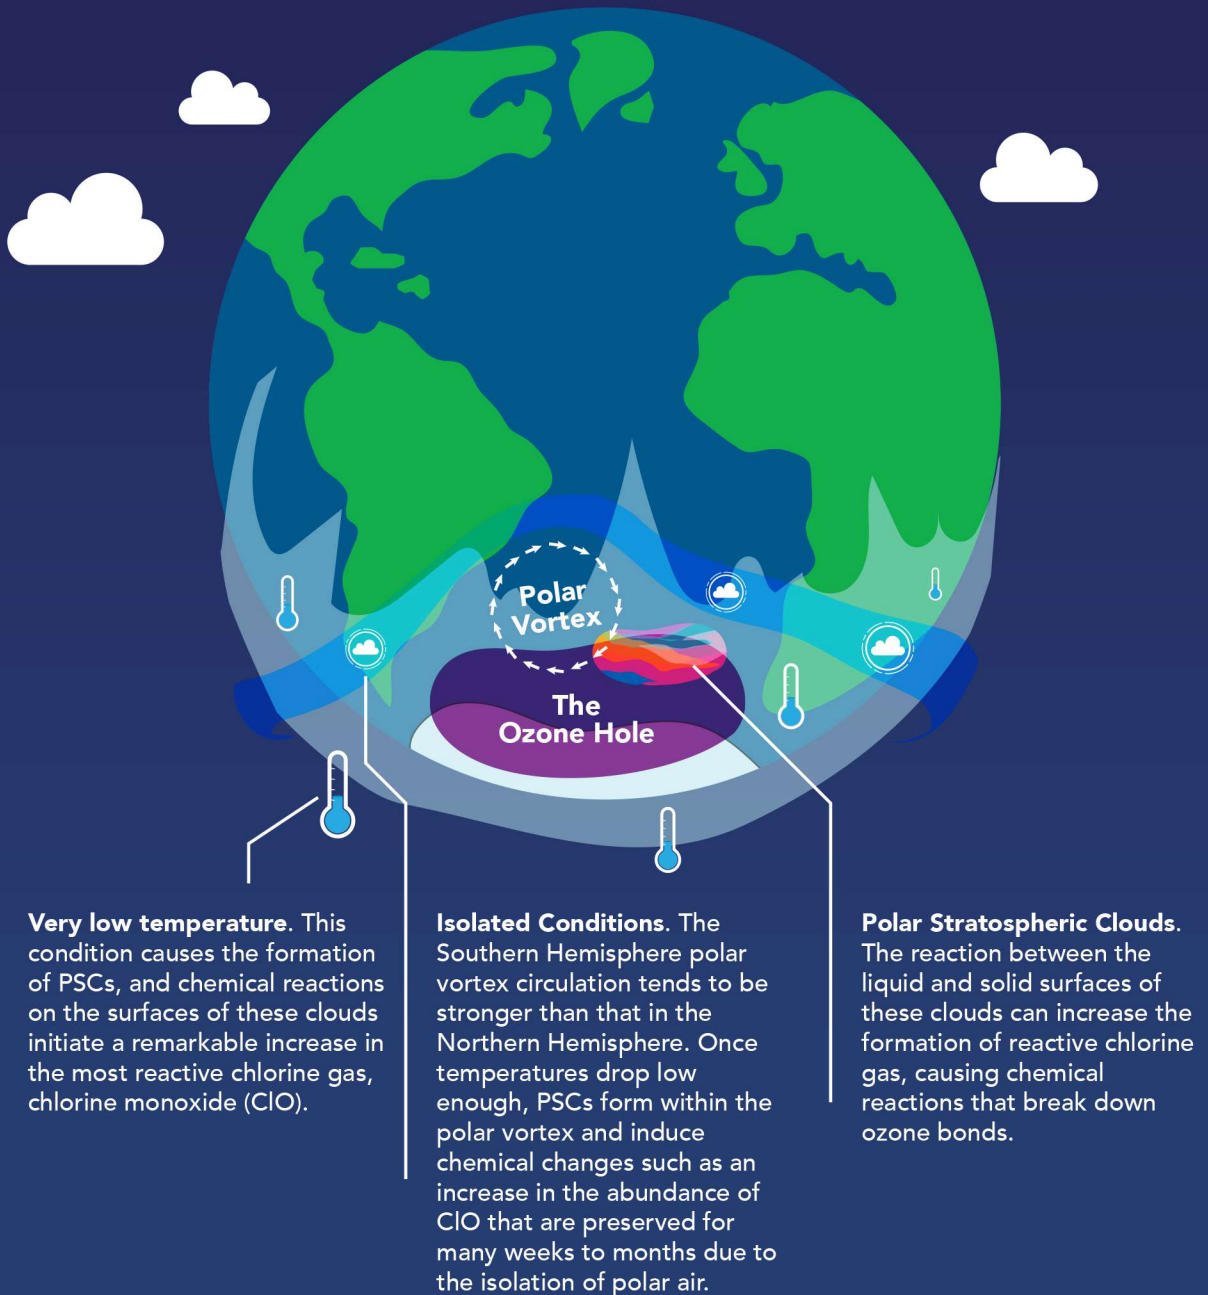 Polar
Vortex
The
Ozone Hole
Very low temperature. This
condition causes the formation
of PSCs, and chemical reactions
on the surfaces of these clouds
initiate a remarkable increase in
the most reactive chlorine gas,
chlorine monoxide (ClO).
Isolated Conditions. The
Southern Hemisphere polar
vortex circulation tends to be
stronger than that in the
Northern Hemisphere. Once
temperatures drop low
enough, PSCs form within the
polar vortex and induce
chemical changes such as an
increase in the abundance of
ClO that are preserved for
many weeks to months due to
the isolation of polar air.
Polar Stratospheric Clouds.
The reaction between the
liquid and solid surfaces of
these clouds can increase the
formation of reactive chlorine
gas, causing chemical
reactions that break down
ozone bonds.